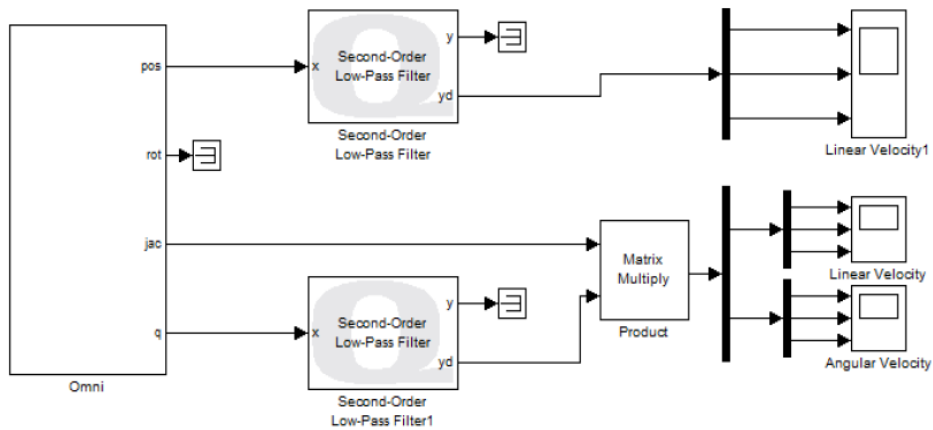 pos
rot
jac
q
Omni
x
Second-Order
Low-Pass Filter
y
yd
Second-Order
Low-Pass Filter
Linear Velocity1
x
Second-Order
Low-Pass Filter
y
yd
Second-Order
Low-Pass Filter1
Matrix
Multiply
Product
Linear Velocity
Angular Velocity